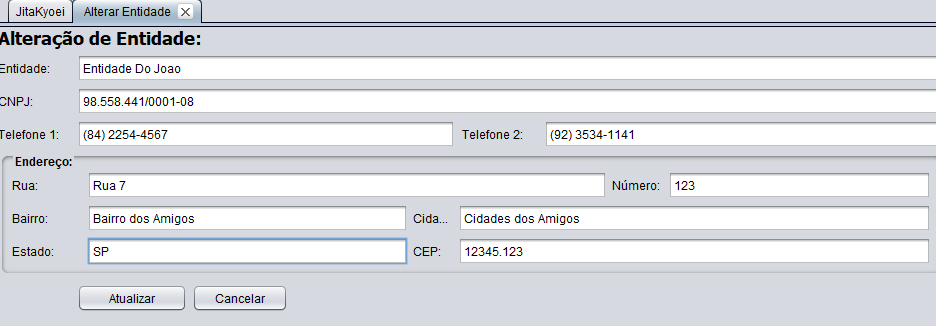 JitaKyoei Alterar Entidade
Alteração de Entidade:
Entidade: Entidade Do Joao
CNPJ: 98.558.441/0001-08
Telefone 1: (84) 2254-4567 Telefone 2: (92) 3534-1141
Endereço:
Rua: Rua 7 Número: 123
Bairro: Bairro dos Amigos Cida... Cidades dos Amigos
Estado: SP CEP: 12345.123
Atualizar Cancelar